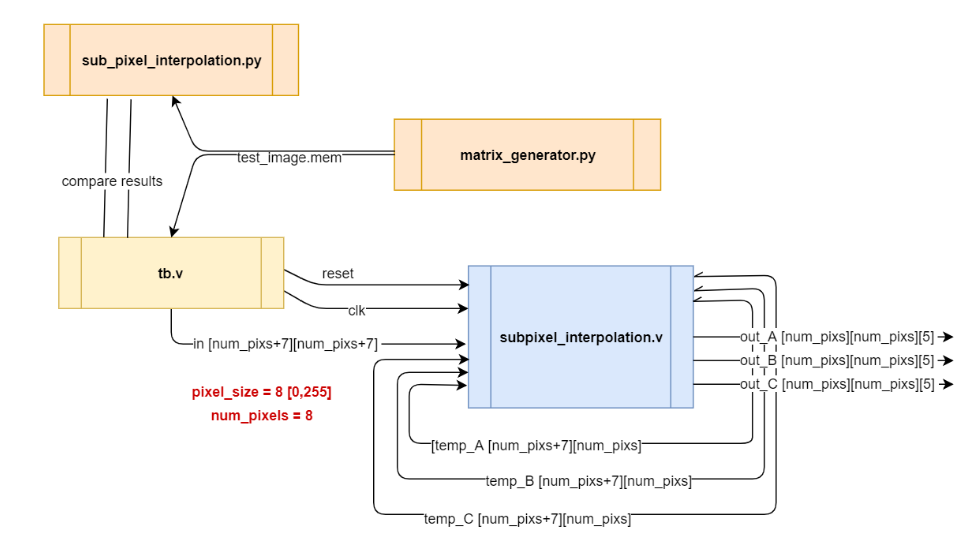 sub_pixel_interpolation.py
test_image.mem
matrix_generator.py
compare results
tb.v
reset
clk
subpixel_interpolation.v
in [num_pixs+7][num_pixs+7]
out_A [num_pixs][num_pixs][5]
out_B [num_pixs][num_pixs][5]
out_C [num_pixs][num_pixs][5]
pixel_size = 8 [0,255]
num_pixels = 8
[temp_A [num_pixs+7][num_pixs]
temp_B [num_pixs+7][num_pixs]
temp_C [num_pixs+7][num_pixs]